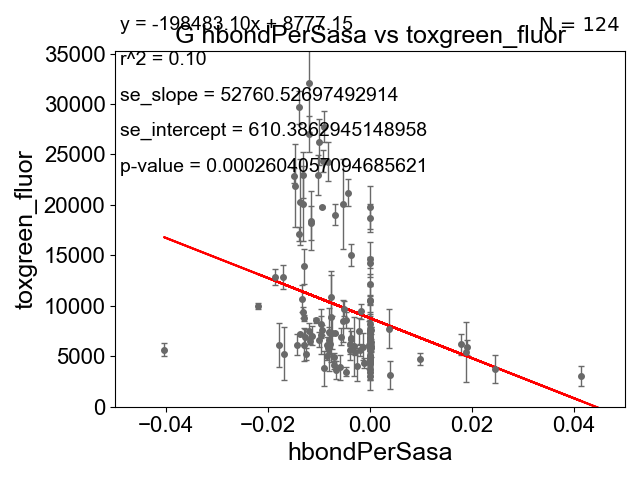 y = -198483.10x + 8777.15
N = 124
G hbondPerSasa vs toxgreen_fluor
r^2 = 0.10
se_slope = 52760.52697492914
se_intercept = 610.3862945148958
p-value = 0.0002604057094685621
35000
30000
25000
20000
15000
10000
5000
0
toxgreen_fluor
−0.04
−0.02
0.00
0.02
0.04
hbondPerSasa